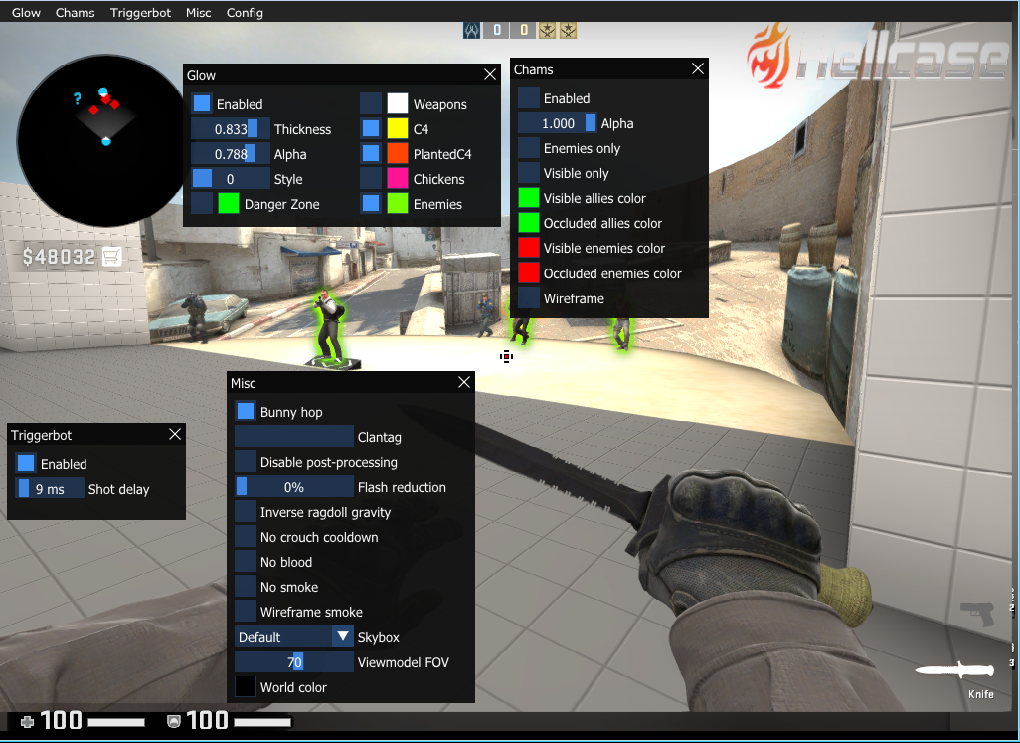 Glow Chams Triggerbot Misc Config
0 0
Hellcase
?
$48032
Glow
Enabled
0.833 Thickness
0.788 Alpha
0 Style
Danger Zone
Weapons
C4
PlantedC4
Chickens
Enemies
Chams
Enabled
1.000 Alpha
Enemies only
Visible only
Visible allies color
Occluded allies color
Visible enemies color
Occluded enemies color
Wireframe
Triggerbot
Enabled
9 ms Shot delay
Misc
Bunny hop
Clantag
Disable post-processing
0% Flash reduction
Inverse ragdoll gravity
No crouch cooldown
No blood
No smoke
Wireframe smoke
Default Skybox
70 Viewmodel FOV
World color
2
3
Knife
100 100